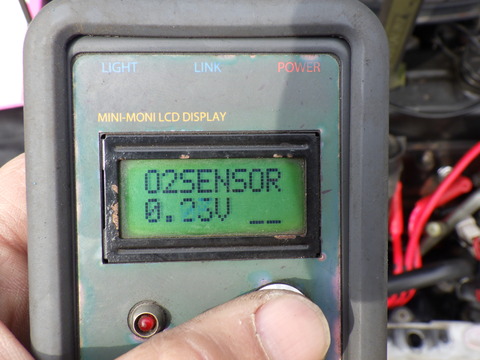 LIGHT LINK POWER
MINI-MONI LCD DISPLAY
O2SENSOR
0.23V __